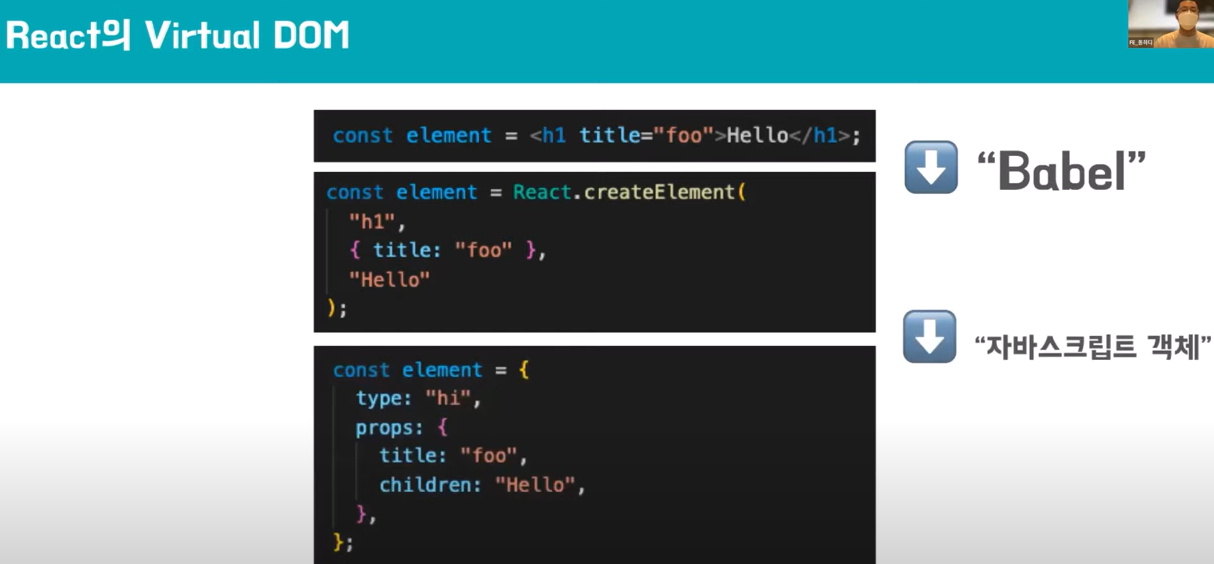 React의 Virtual DOM
const element = <h1 title="foo">Hello</h1>;
"Babel"
const element = React.createElement(
"h1",
{ title: "foo" },
"Hello"
);
“자바스크립트 객체”
const element = {
type: "hi",
props: {
title: "foo",
children: "Hello",
},
};